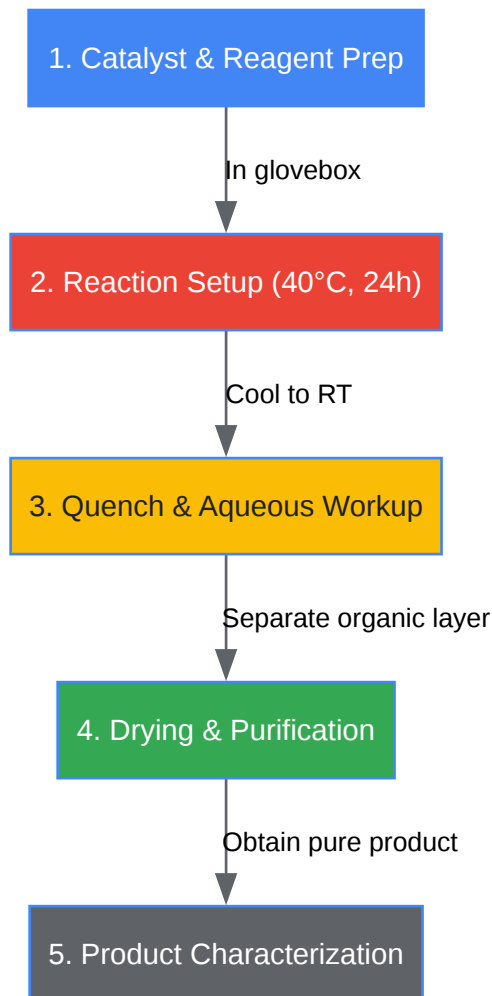 1. Catalyst & Reagent Prep
In glovebox
2. Reaction Setup (40°C, 24h)
Cool to RT
3. Quench & Aqueous Workup
Separate organic layer
4. Drying & Purification
Obtain pure product
5. Product Characterization